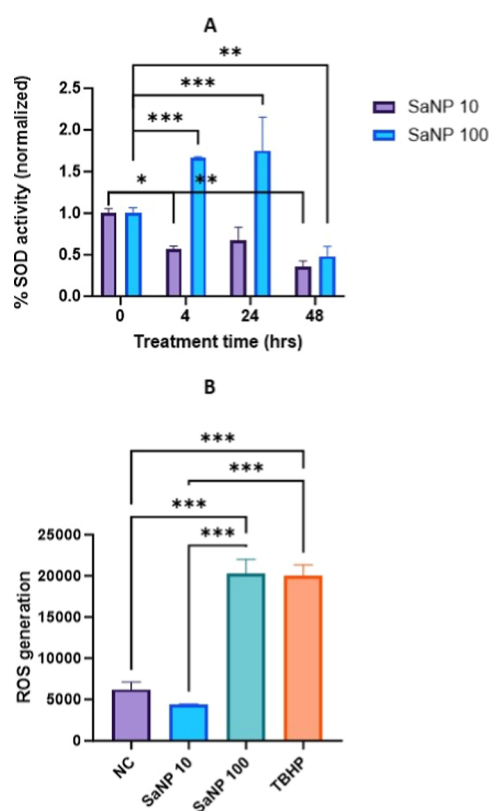 A
**
***
***
*
**
SaNP 10
SaNP 100
% SOD activity (normalized)
2.5
2.0
1.5
1.0
0.5
0.0
0
4
24
48
Treatment time (hrs)
B
***
***
***
***
ROS generation
25000
20000
15000
10000
5000
0
NC
SaNP 10
SaNP 100
TBHP